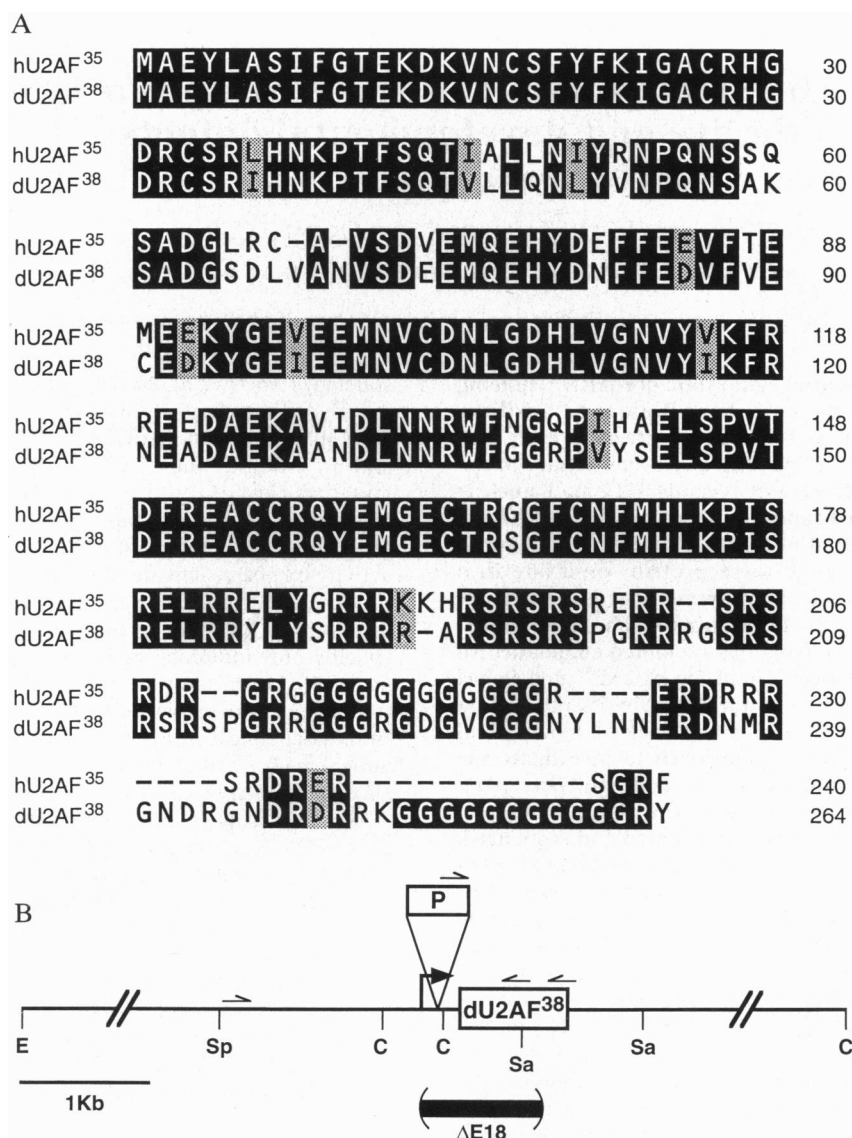 A
hU2AF35 MAEYLASIFGTEKDKVNCSFYFKIGACRHG 30
dU2AF38 MAEYLASIFGTEKDKVNCSFYFKIGACRHG 30
hU2AF35 DRCSRLHNKPTFSQTIALLNIYRNPQNSSQ 60
dU2AF38 DRCSRIHNKPTFSQTVLLQNLYVNPQNSAK 60
hU2AF35 SADGLRC-A-VSDVEMQEHYDEFFEEVFTE 88
dU2AF38 SADGSDLVANVSDEEMQEHYDNFFEDVFVE 90
hU2AF35 MEEKYGEVEEMNVCDNLGDHLVGNVYVKFR 118
dU2AF38 CEDKYGEIEEMNVCDNLGDHLVGNVYIKFR 120
hU2AF35 REEDAEKAVIDLNNRWFNGQPIHAELSPVT 148
dU2AF38 NEADAEKAANDLNNRWFGGRPVYSELSPVT 150
hU2AF35 DFREACCRQYEMGECTRGGFCNFMHLKPIS 178
dU2AF38 DFREACCRQYEMGECTRSGFCNFMHLKPIS 180
hU2AF35 RELRRELYGRRRKKHRSRSRSRERR--SRS 206
dU2AF38 RELRRYLYSRRRR-ARSRSRSPGRRRGSRS 209
hU2AF35 RDR--GRGGGGGGGGGGGGR----ERDRRR 230
dU2AF38 RSRSPGRRGGGRGDGVGGGNYLNNERDNMR 239
hU2AF35 ----SRDRER-----------SGRF 240
dU2AF38 GNDRGNDRDRRKGGGGGGGGGGGRY 264
B
P
dU2AF38
E Sp C C Sa Sa C
1Kb
ΔE18